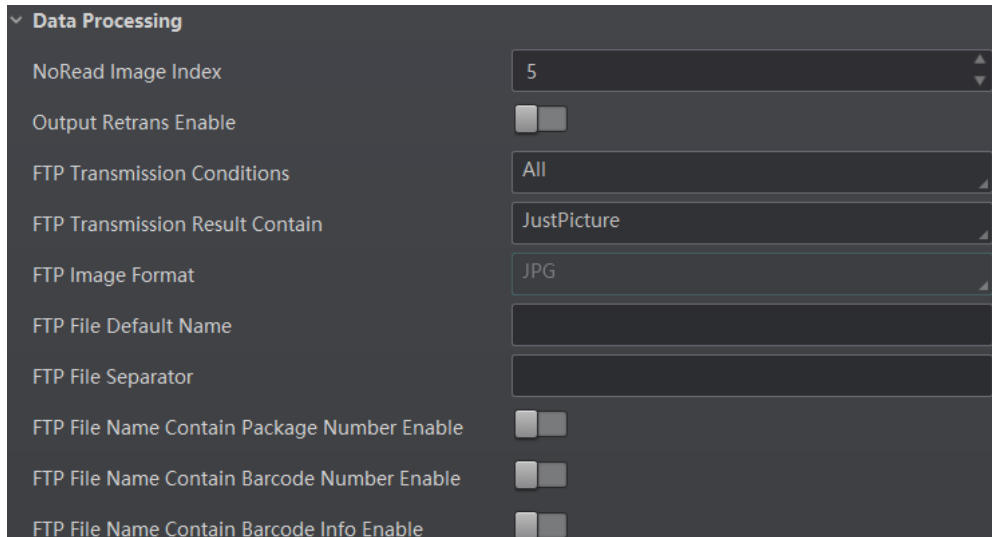 Data Processing
NoRead Image Index 5
Output Retrans Enable
FTP Transmission Conditions All
FTP Transmission Result Contain JustPicture
FTP Image Format JPG
FTP File Default Name
FTP File Separator
FTP File Name Contain Package Number Enable
FTP File Name Contain Barcode Number Enable
FTP File Name Contain Barcode Info Enable